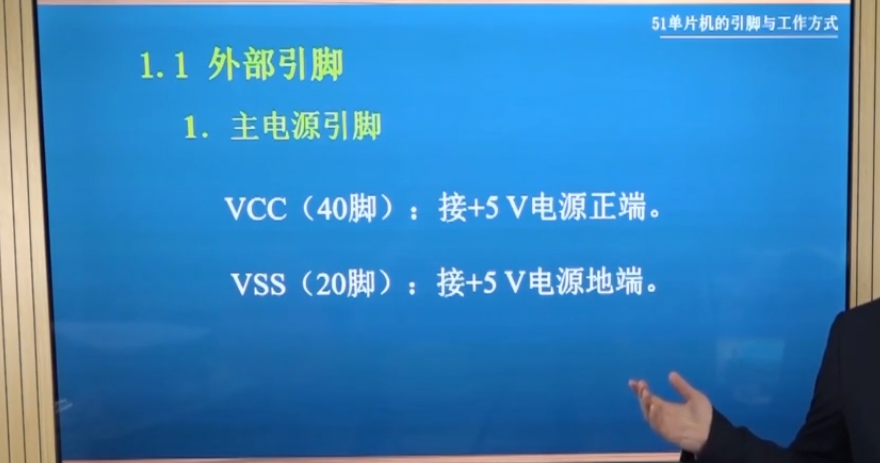 51单片机的引脚与工作方式
1.1 外部引脚
1. 主电源引脚
VCC（40脚）：接+5 V电源正端。
VSS（20脚）：接+5 V电源地端。